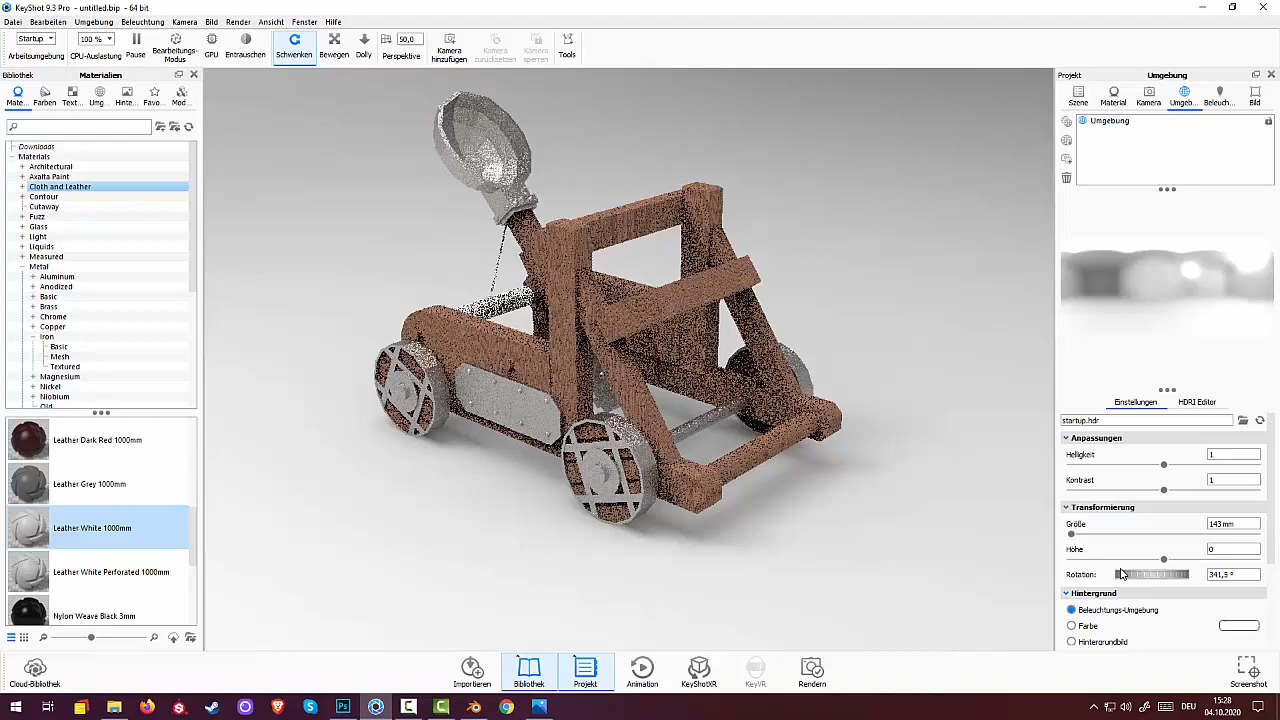 KeyShot 9.3 Pro - untitled.bip - 64 bit
Datei Bearbeiten Umgebung Beleuchtung Kamera Bild Render Ansicht Fenster Hilfe
Startup 100 % 50,0
Arbeitsumgebung CPU-Auslastung Pause Bearbeitungs-Modus GPU Entrauschen Schwenken Bewegen Dolly Perspektive Kamera hinzufügen Kamera zurücksetzen Kamera sperren Tools
Bibliothek Materialien
Mate... Farben Text... Umg... Hinte... Favo... Mod...
Downloads
Materials
Architectural
Axalta Paint
Cloth and Leather
Contour
Cutaway
Fuzz
Glass
Light
Liquids
Measured
Metal
Aluminum
Anodized
Basic
Brass
Chrome
Copper
Iron
Basic
Mesh
Textured
Magnesium
Nickel
Niobium
Leather Dark Red 1000mm
Leather Grey 1000mm
Leather White 1000mm
Leather White Perforated 1000mm
Nylon Weave Black 3mm
Projekt Umgebung
Szene Material Kamera Umgeb... Beleuch... Bild
Umgebung
Einstellungen HDRI Editor
startup.hdr
Anpassungen
Helligkeit 1
Kontrast 1
Transformierung
Größe 143 mm
Höhe 0
Rotation: 341,5 °
Hintergrund
Beleuchtungs-Umgebung
Farbe
Hintergrundbild
Cloud-Bibliothek Importieren Bibliothek Projekt Animation KeyShotXR KeyVR Rendern Screenshot
DEU 15:28
04.10.2020